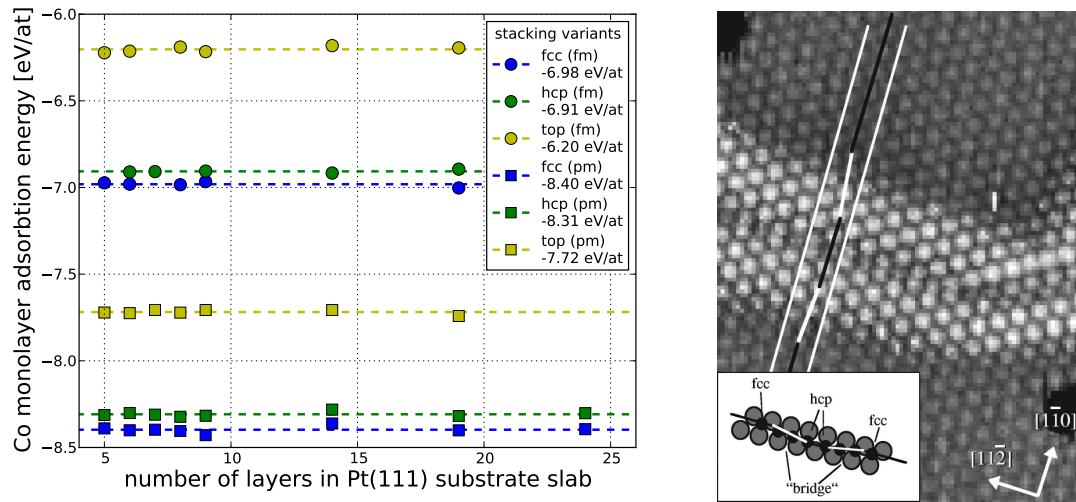 Co monolayer adsorbtion energy [eV/at]
−6.0
−6.5
−7.0
−7.5
−8.0
−8.5
5
10
15
20
25
number of layers in Pt(111) substrate slab
stacking variants
fcc (fm)
-6.98 eV/at
hcp (fm)
-6.91 eV/at
top (fm)
-6.20 eV/at
fcc (pm)
-8.40 eV/at
hcp (pm)
-8.31 eV/at
top (pm)
-7.72 eV/at
fcc
hcp
fcc
"bridge"
[11̄0]
[112̄]